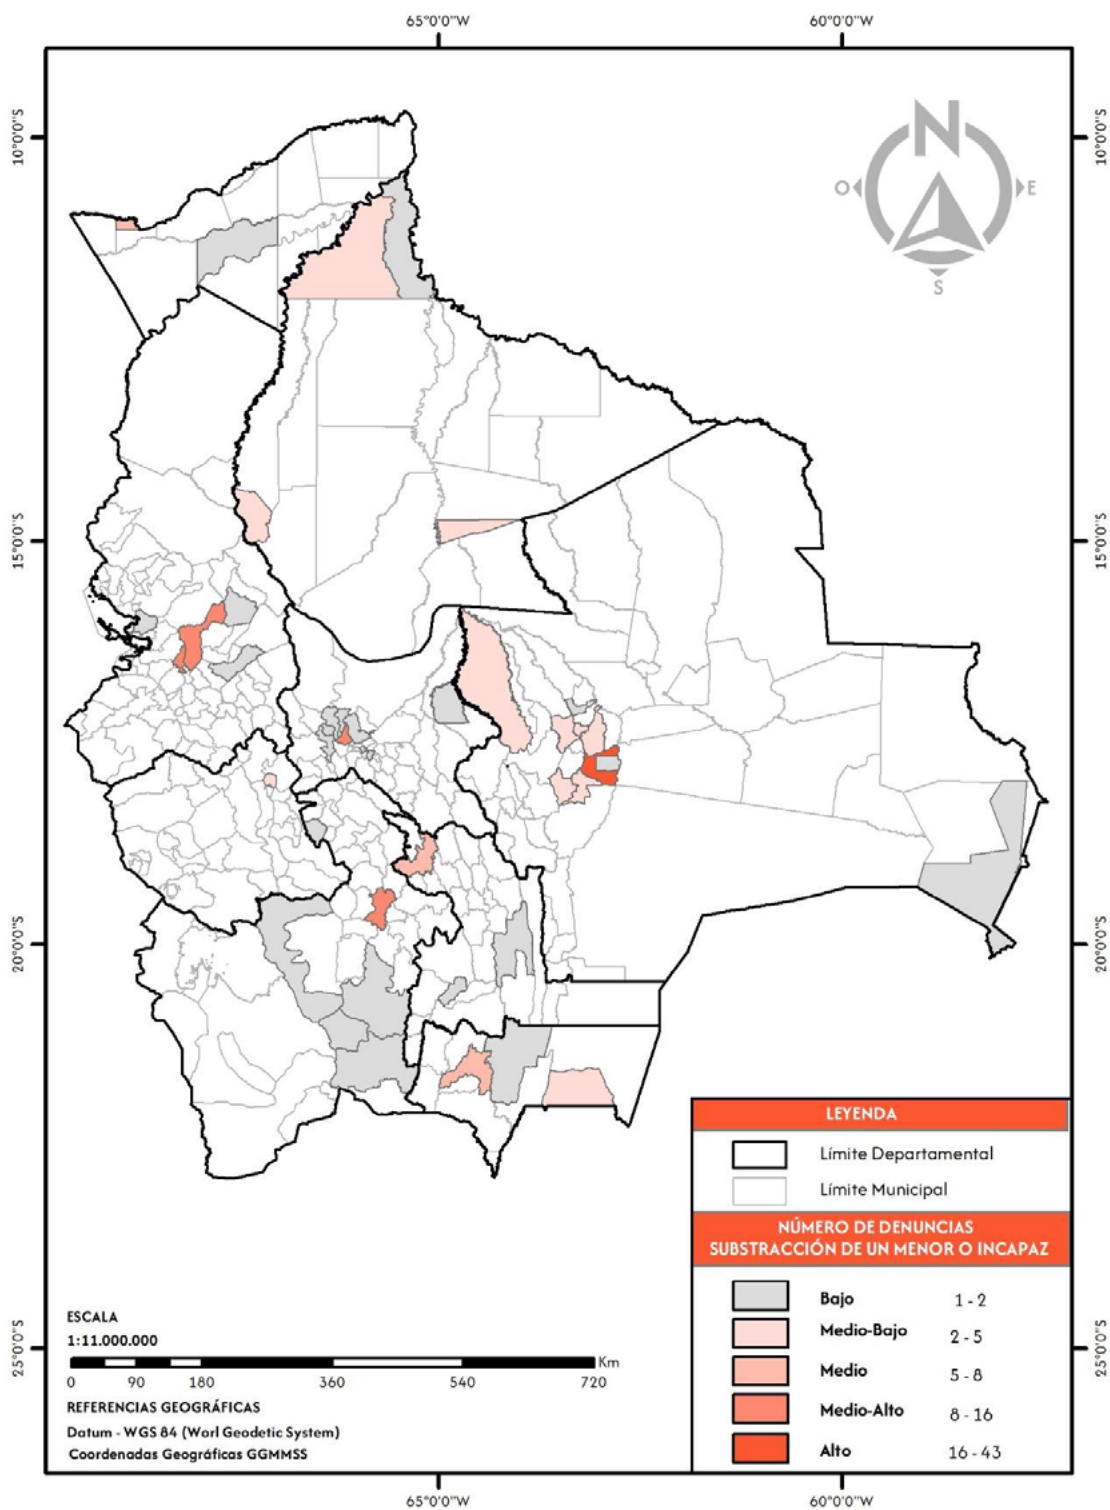 65°0'0"W 60°0'0"W
10°0'0"S 10°0'0"S
N
O E
S
15°0'0"S 15°0'0"S
20°0'0"S 20°0'0"S
LEYENDA
Límite Departamental
Límite Municipal
NÚMERO DE DENUNCIAS
SUBSTRACCIÓN DE UN MENOR O INCAPAZ
Bajo 1 - 2
Medio-Bajo 2 - 5
Medio 5 - 8
Medio-Alto 8 - 16
Alto 16 - 43
25°0'0"S 25°0'0"S
ESCALA
1:11.000.000
Km
0 90 180 360 540 720
REFERENCIAS GEOGRÁFICAS
Datum - WGS 84 (Worl Geodetic System)
Coordenadas Geográficas GGMMSS
65°0'0"W 60°0'0"W